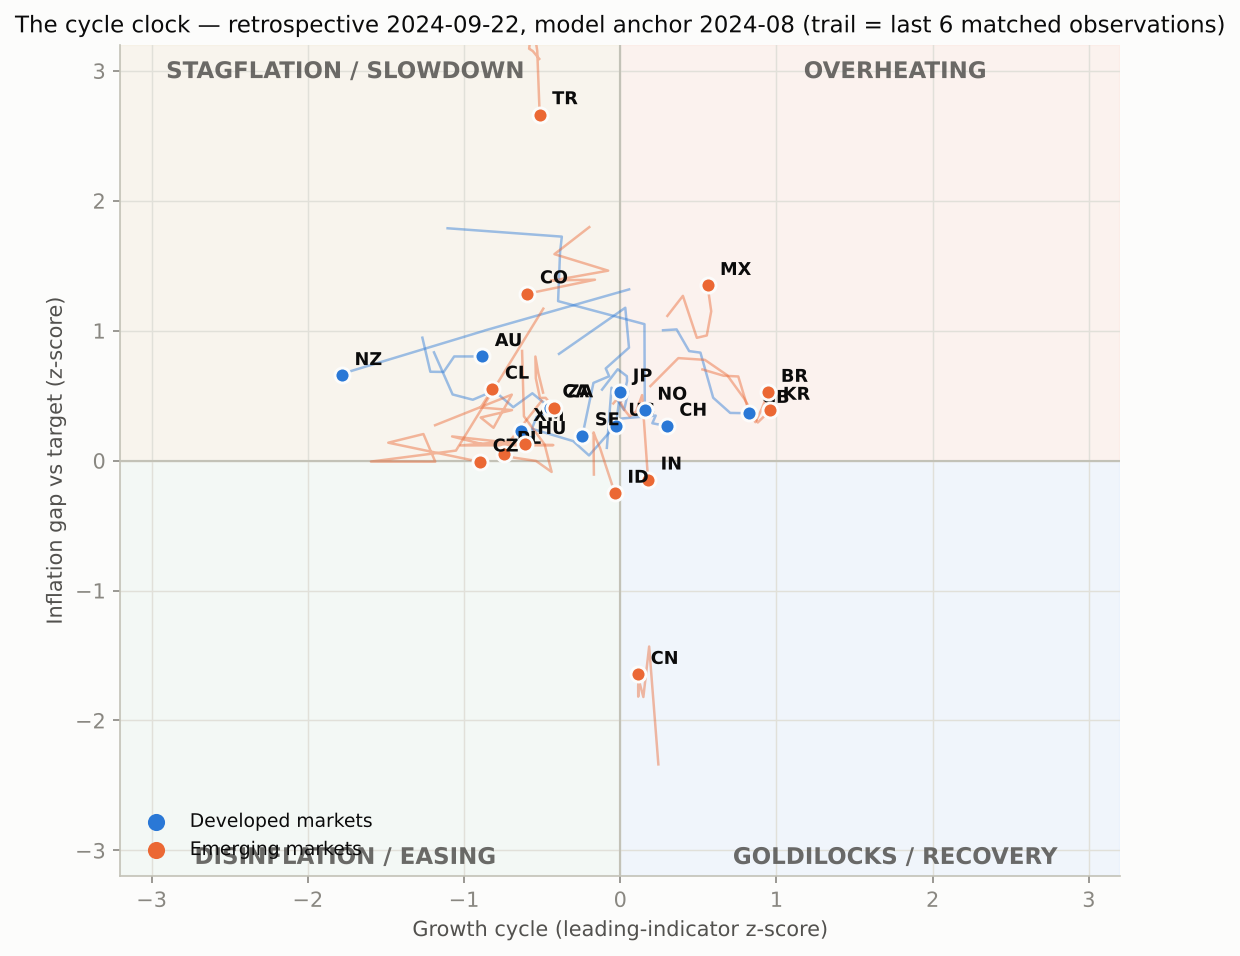 The cycle clock — retrospective 2024-09-22, model anchor 2024-08 (trail = last 6 matched observations)
STAGFLATION / SLOWDOWN
OVERHEATING
TR
CO
MX
AU
NZ
CL
JP
BR
KR
CA
ZA
NO
CH
SE
HU
PL
CZ
ID
IN
CN
3
2
1
0
−1
−2
−3
Inflation gap vs target (z-score)
Developed markets
Emerging markets
DISINFLATION / EASING
GOLDILOCKS / RECOVERY
−3
−2
−1
0
1
2
3
Growth cycle (leading-indicator z-score)